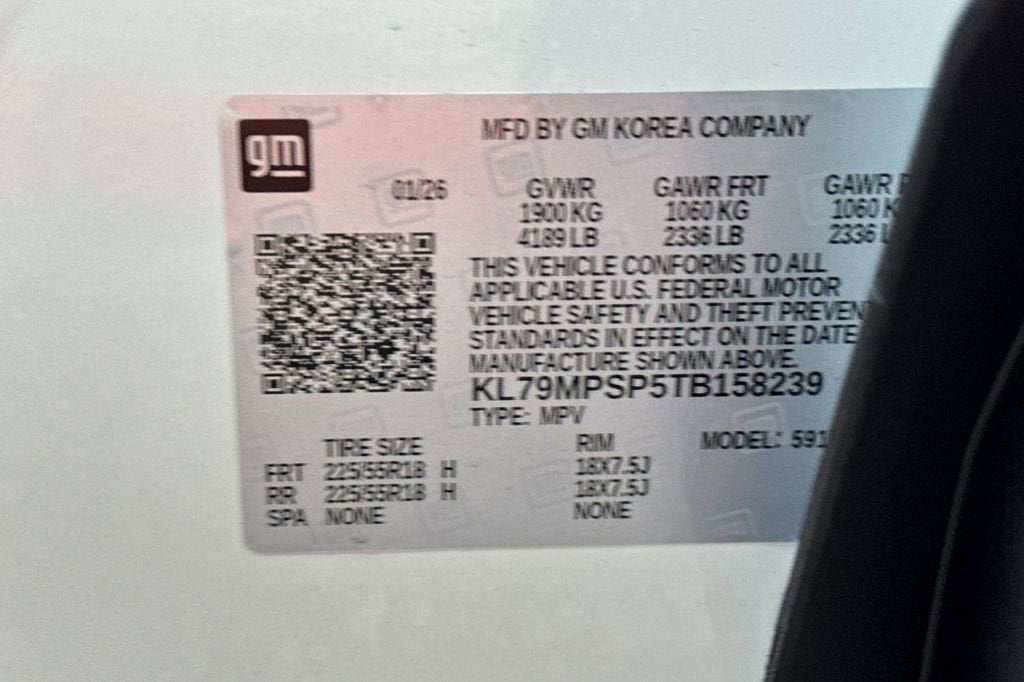 gm
MFD BY GM KOREA COMPANY
01/26 GVWR GAWR FRT GAWR
1900 KG 1060 KG 1060 K
4189 LB 2336 LB 2336 L
THIS VEHICLE CONFORMS TO ALL
APPLICABLE U.S. FEDERAL MOTOR
VEHICLE SAFETY AND THEFT PREVEN
STANDARDS IN EFFECT ON THE DATE
MANUFACTURE SHOWN ABOVE.
KL79MPSP5TB158239
TYPE: MPV
TIRE SIZE RIM MODEL: 591
FRT 225/55R18 H 18X7.5J
RR 225/55R18 H 18X7.5J
SPA NONE NONE